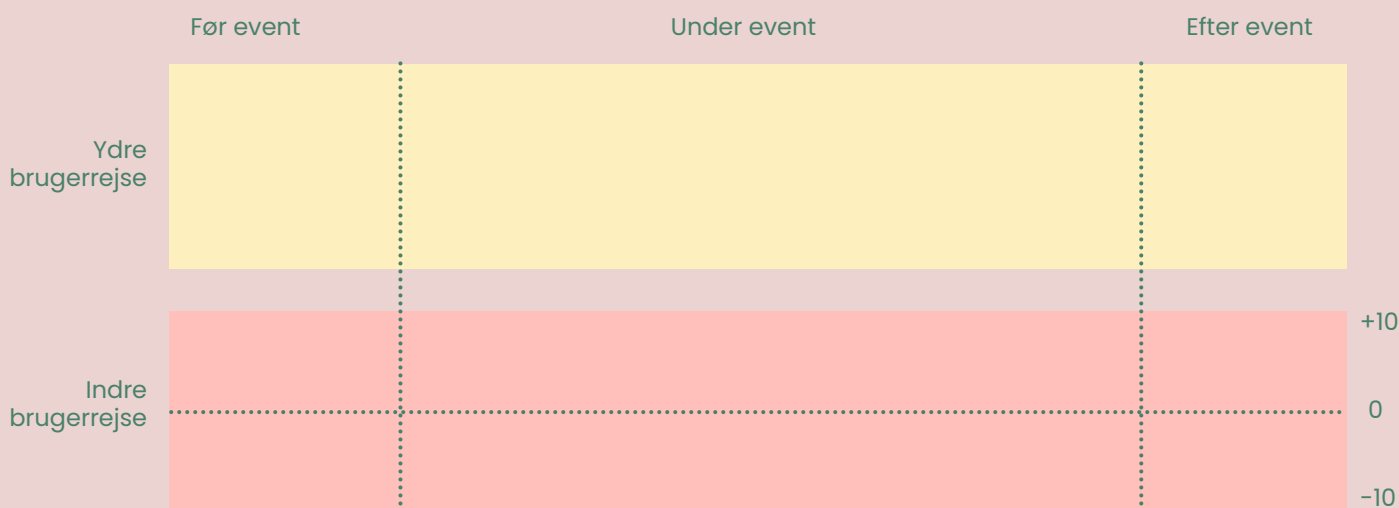 Før event
Under event
Efter event
Ydre
brugerrejse
+10
Indre
brugerrejse
0
-10